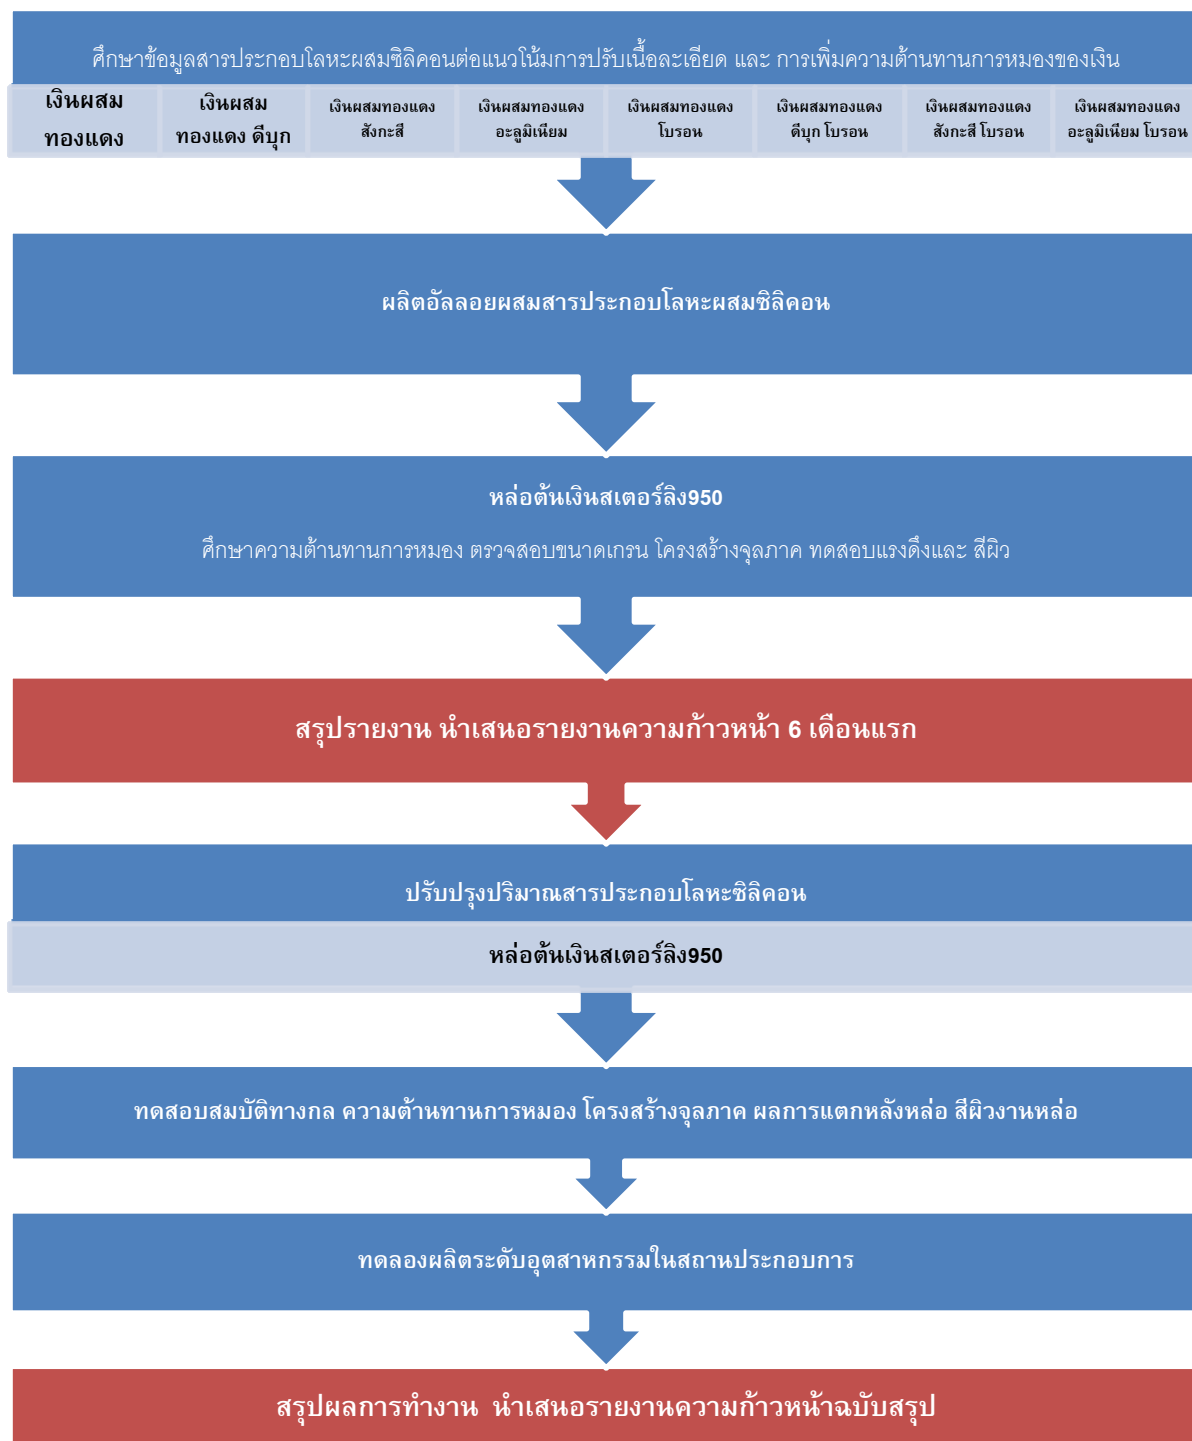 ศึกษาข้อมูลสารประกอบโลหะผสมซิลิคอนต่อแนวโน้มการปรับเนื้อละเอียด และ การเพิ่มความต้านทานการหมองของเงิน
เงินผสม
ทองแดง
เงินผสม
ทองแดง ดีบุก
เงินผสมทองแดง
สังกะสี
เงินผสมทองแดง
อะลูมิเนียม
เงินผสมทองแดง
โบรอน
เงินผสมทองแดง
ดีบุก โบรอน
เงินผสมทองแดง
สังกะสี โบรอน
เงินผสมทองแดง
อะลูมิเนียม โบรอน
ผลิตอัลลอยผสมสารประกอบโลหะผสมซิลิคอน
หล่อต้นเงินสเตอร์ลิง950
ศึกษาความต้านทานการหมอง ตรวจสอบขนาดเกรน โครงสร้างจุลภาค ทดสอบแรงดึงและ สีผิว
สรุปรายงาน นำเสนอรายงานความก้าวหน้า 6 เดือนแรก
ปรับปรุงปริมาณสารประกอบโลหะซิลิคอน
หล่อต้นเงินสเตอร์ลิง950
ทดสอบสมบัติทางกล ความต้านทานการหมอง โครงสร้างจุลภาค ผลการแตกหลังหล่อ สีผิวงานหล่อ
ทดลองผลิตระดับอุตสาหกรรมในสถานประกอบการ
สรุปผลการทำงาน นำเสนอรายงานความก้าวหน้าฉบับสรุป